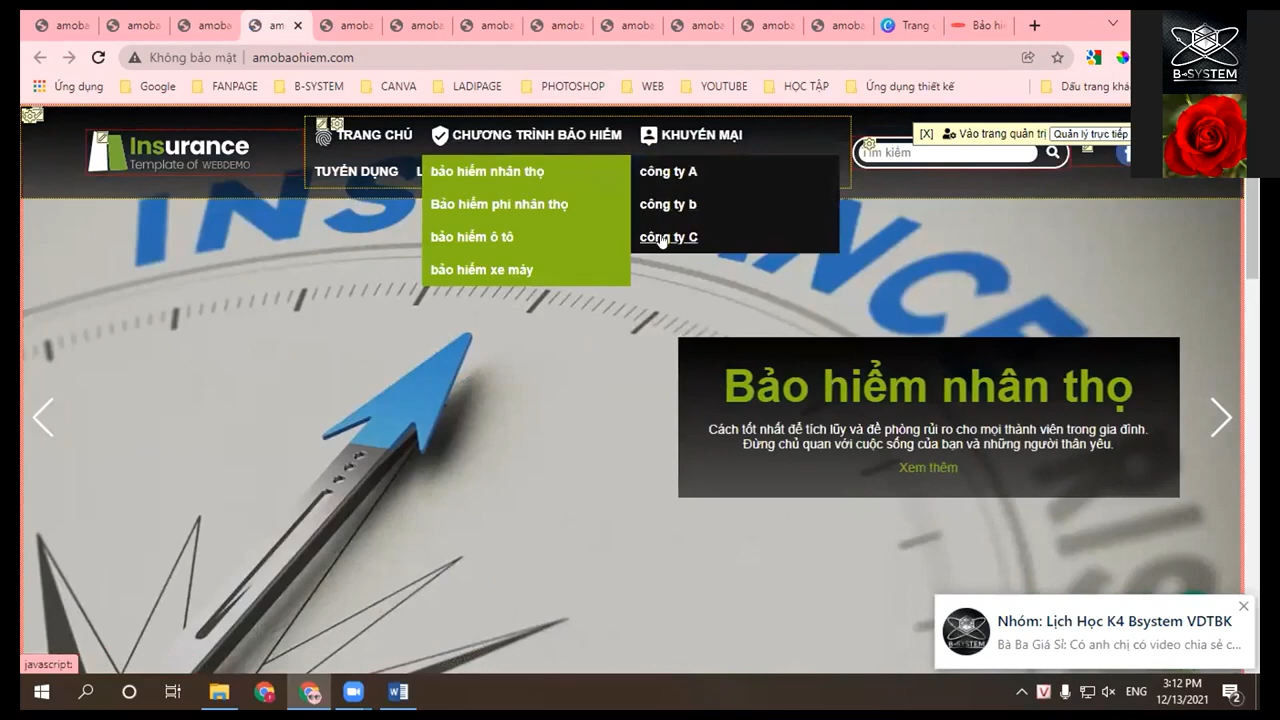 amoba
amoba
amoba
am
amoba
amoba
amoba
amoba
amoba
amoba
amoba
amoba
Trang
Bảo hi
Không bảo mật
amobaohiem.com
Ứng dụng
Google
FANPAGE
B-SYSTEM
CANVA
LADIPAGE
PHOTOSHOP
WEB
YOUTUBE
HỌC TẬP
Ứng dụng thiết kế
Dấu trang khá
B-SYSTEM
Insurance
Template of WEBDEMO
TRANG CHỦ
CHƯƠNG TRÌNH BẢO HIỂM
KHUYẾN MẠI
TUYỂN DỤNG
L
[X]
Vào trang quản trị
Quản lý trực tiếp
Tìm kiếm
bảo hiểm nhân thọ
Bảo hiểm phi nhân thọ
bảo hiểm ô tô
bảo hiểm xe máy
công ty A
công ty b
công ty C
INSURANCE
Bảo hiểm nhân thọ
Cách tốt nhất để tích lũy và đề phòng rủi ro cho mọi thành viên trong gia đình.
Đừng chủ quan với cuộc sống của bạn và những người thân yêu.
Xem thêm
Nhóm: Lịch Học K4 Bsystem VDTBK
Bà Ba Giá Sỉ: Có anh chị có video chia sẻ c...
javascript:
ENG
3:12 PM
12/13/2021
2